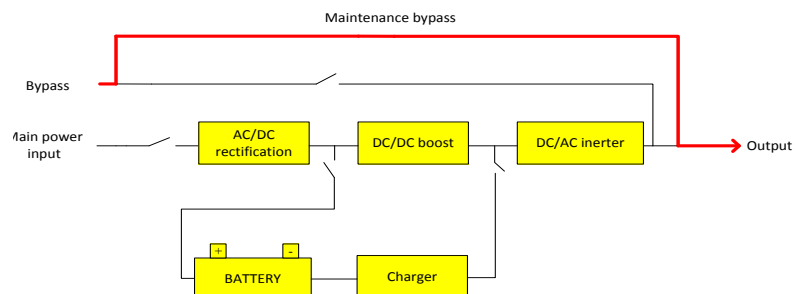 Maintenance bypass
Bypass
Main power
input
AC/DC
rectification
DC/DC boost
DC/AC inerter
Output
+
-
BATTERY
Charger